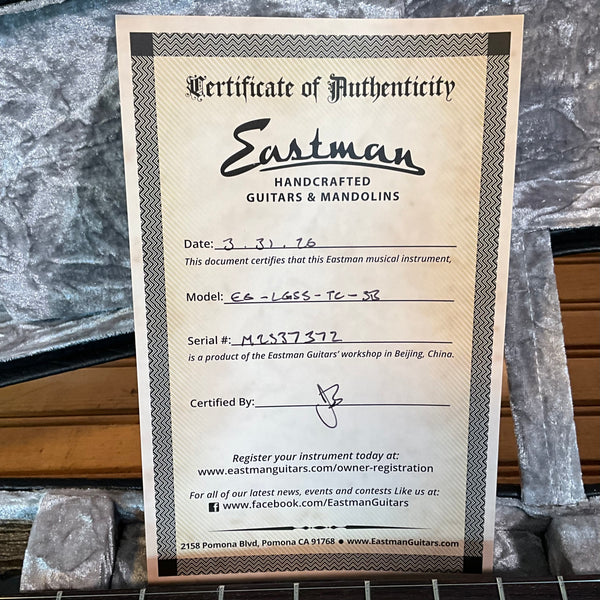 Certificate of Authenticity
Eastman
HANDCRAFTED
GUITARS & MANDOLINS
Date: 3.31.26
This document certifies that this Eastman musical instrument,
Model: EG-LGSS-TC-SB
Serial #: M2537372
is a product of the Eastman Guitars' workshop in Beijing, China.
Certified By:
Register your instrument today at:
www.eastmanguitars.com/owner-registration
For all of our latest news, events and contests Like us at:
f www.facebook.com/EastmanGuitars
2158 Pomona Blvd, Pomona CA 91768 • www.EastmanGuitars.com